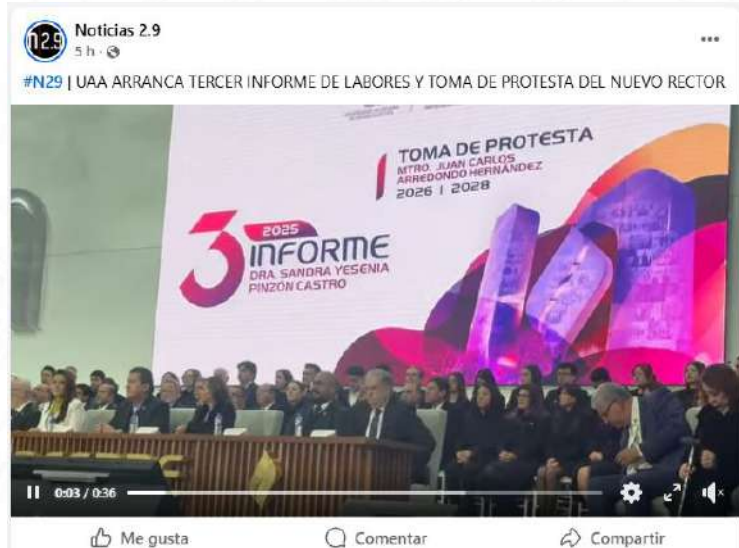 n2.9
Noticias 2.9
5 h ·
#N29 | UAA ARRANCA TERCER INFORME DE LABORES Y TOMA DE PROTESTA DEL NUEVO RECTOR
TOMA DE PROTESTA
MTRO. JUAN CARLOS
ARREDONDO HERNÁNDEZ
2026 | 2028
2025
3 INFORME
DRA. SANDRA YESENIA
PINZÓN CASTRO
0:03 / 0:36
Me gusta
Comentar
Compartir